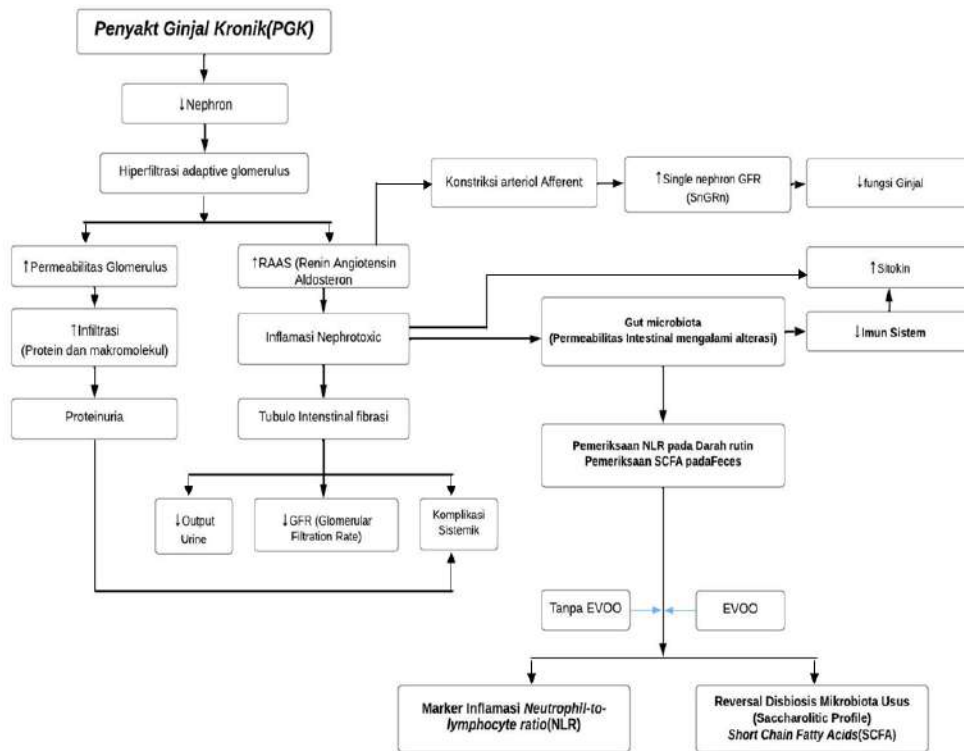 Penyakt Ginjal Kronik(PGK)
↓Nephron
Hiperfiltrasi adaptive glomerulus
Konstriksi arteriol Afferent
↑Single nephron GFR
(SnGRn)
↓fungsi Ginjal
↑Permeabilitas Glomerulus
↑RAAS (Renin Angiotensin
Aldosteron
↑Sitokin
↑Infiltrasi
(Protein dan makromolekul)
Inflamasi Nephrotoxic
Gut microbiota
(Permeabilitas Intestinal mengalami alterasi)
↓Imun Sistem
Proteinuria
Tubulo Intenstinal fibrasi
Pemeriksaan NLR pada Darah rutin
Pemeriksaan SCFA padaFeces
↓Output
Urine
↓GFR (Glomerular
Filtration Rate)
Komplikasi
Sistemik
Tanpa EVOO
EVOO
Marker Inflamasi Neutrophil-to-
lymphocyte ratio(NLR)
Reversal Disbiosis Mikrobiota Usus
(Saccharolitic Profile)
Short Chain Fatty Acids(SCFA)